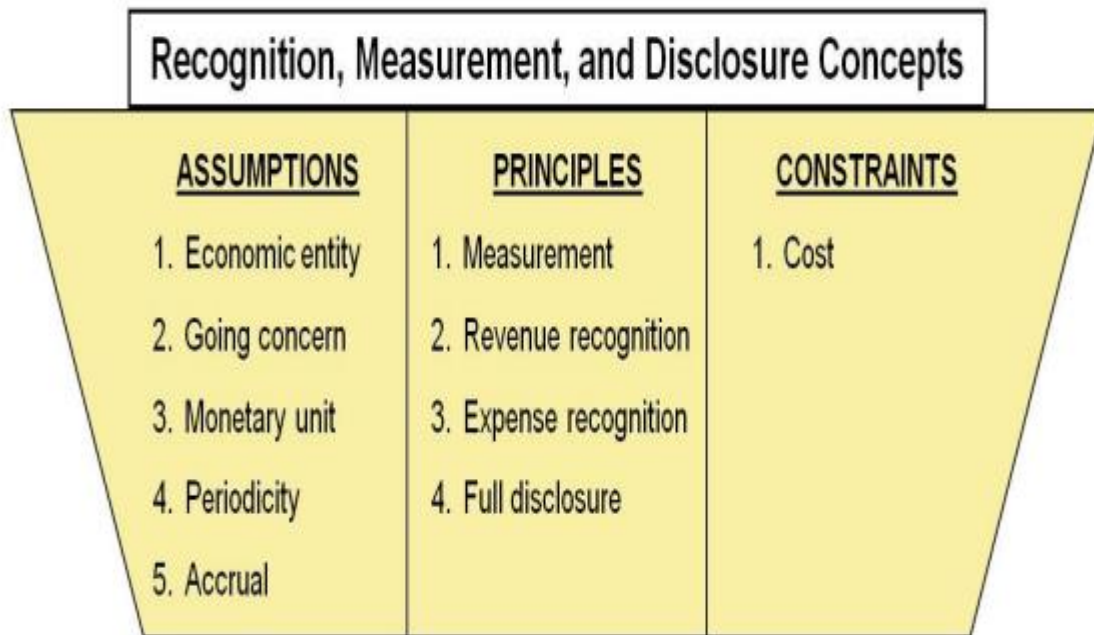 Recognition, Measurement, and Disclosure Concepts
ASSUMPTIONS
1. Economic entity
2. Going concern
3. Monetary unit
4. Periodicity
5. Accrual
PRINCIPLES
1. Measurement
2. Revenue recognition
3. Expense recognition
4. Full disclosure
CONSTRAINTS
1. Cost